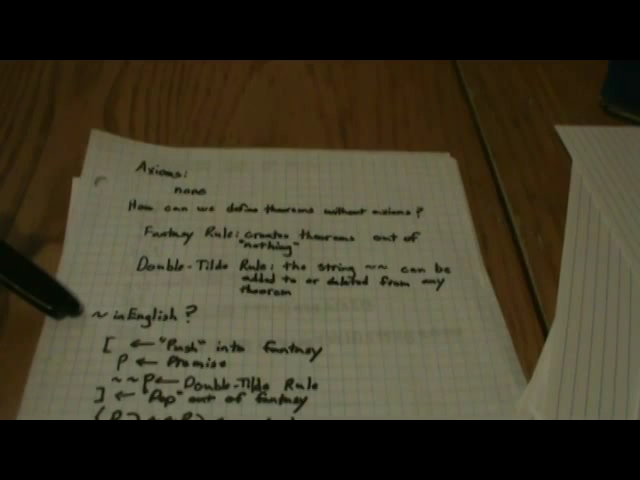 Axioms:
none
How can we define theorems without axioms?
Fantasy Rule: creates theorems out of
"nothing"
Double-Tilde Rule: the string ~~ can be
added to or deleted from any
theorem
~ in English?
[ ← "Push" into fantasy
P ← Premise
~~P ← Double-Tilde Rule
] ← "Pop" out of fantasy